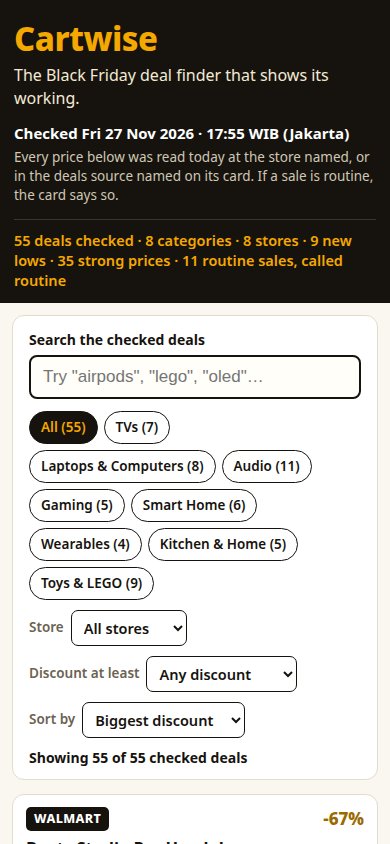 Cartwise
The Black Friday deal finder that shows its
working.
Checked Fri 27 Nov 2026 · 17:55 WIB (Jakarta)
Every price below was read today at the store named, or
in the deals source named on its card. If a sale is routine,
the card says so.
55 deals checked · 8 categories · 8 stores · 9 new
lows · 35 strong prices · 11 routine sales, called
routine
Search the checked deals
Try "airpods", "lego", "oled"…
All (55)
TVs (7)
Laptops & Computers (8)
Audio (11)
Gaming (5)
Smart Home (6)
Wearables (4)
Kitchen & Home (5)
Toys & LEGO (9)
Store
All stores
Discount at least
Any discount
Sort by
Biggest discount
Showing 55 of 55 checked deals
WALMART
-67%